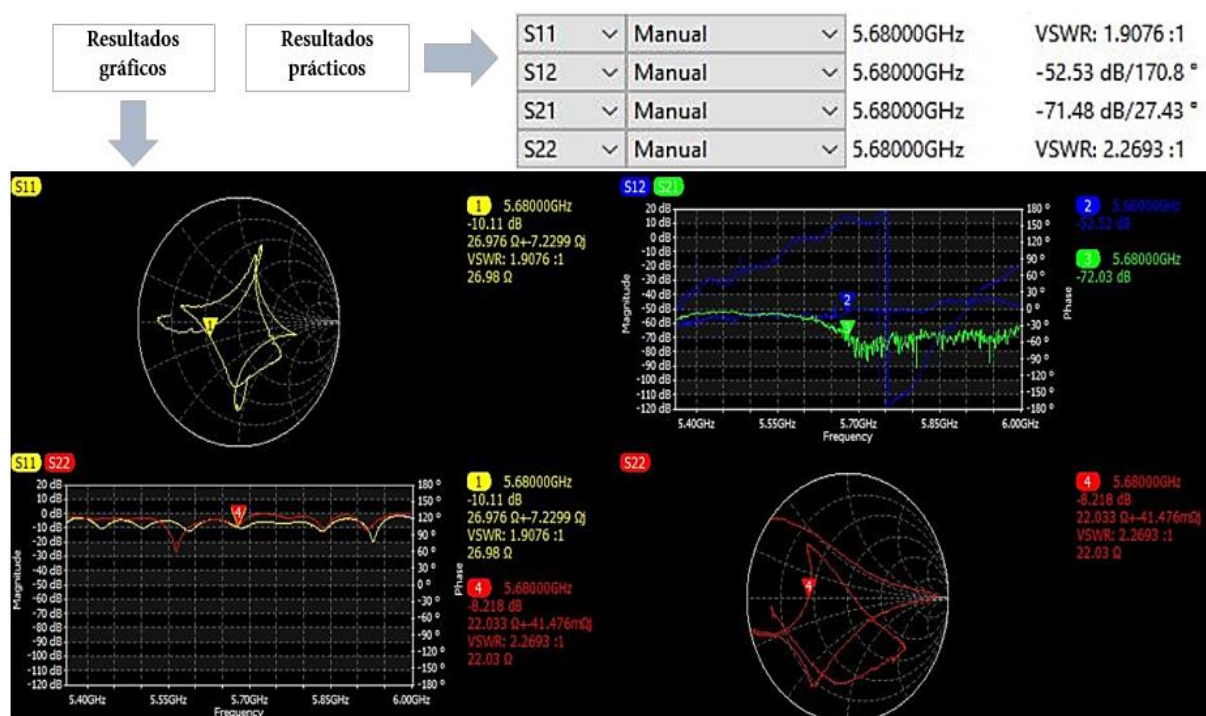 Resultados
gráficos
Resultados
prácticos
S11 Manual 5.68000GHz VSWR: 1.9076 :1
S12 Manual 5.68000GHz -52.53 dB/170.8 °
S21 Manual 5.68000GHz -71.48 dB/27.43 °
S22 Manual 5.68000GHz VSWR: 2.2693 :1
S11
1 5.68000GHz
-10.11 dB
26.976 Ω+-7.2299 Ωj
VSWR: 1.9076 :1
26.98 Ω
1
S12 S21
20 dB
0 dB
-10 dB
-20 dB
-30 dB
-40 dB
-50 dB
-60 dB
-70 dB
-80 dB
-90 dB
-100 dB
-110 dB
-120 dB
Magnitude
180 °
150 °
120 °
90 °
60 °
30 °
0 °
-30 °
-60 °
-90 °
-120 °
-150 °
-180 °
Phase
5.40GHz 5.55GHz 5.70GHz 5.85GHz 6.00GHz
Frequency
2
2 5.68000GHz
-52.52 dB
3 5.68000GHz
-72.03 dB
S11 S22
20 dB
10 dB
0 dB
-10 dB
-20 dB
-30 dB
-40 dB
-50 dB
-60 dB
-70 dB
-80 dB
-90 dB
-100 dB
-110 dB
-120 dB
Magnitude
180 °
150 °
120 °
90 °
60 °
30 °
0 °
-30 °
-60 °
-90 °
-120 °
-150 °
-180 °
Phase
5.40GHz 5.55GHz 5.70GHz 5.85GHz 6.00GHz
Frequency
4
1 5.68000GHz
-10.11 dB
26.976 Ω+-7.2299 Ωj
VSWR: 1.9076 :1
26.98 Ω
4 5.68000GHz
-8.218 dB
22.033 Ω+-41.476mΩj
VSWR: 2.2693 :1
22.03 Ω
S22
4
4 5.68000GHz
-8.218 dB
22.033 Ω+-41.476mΩj
VSWR: 2.2693 :1
22.03 Ω